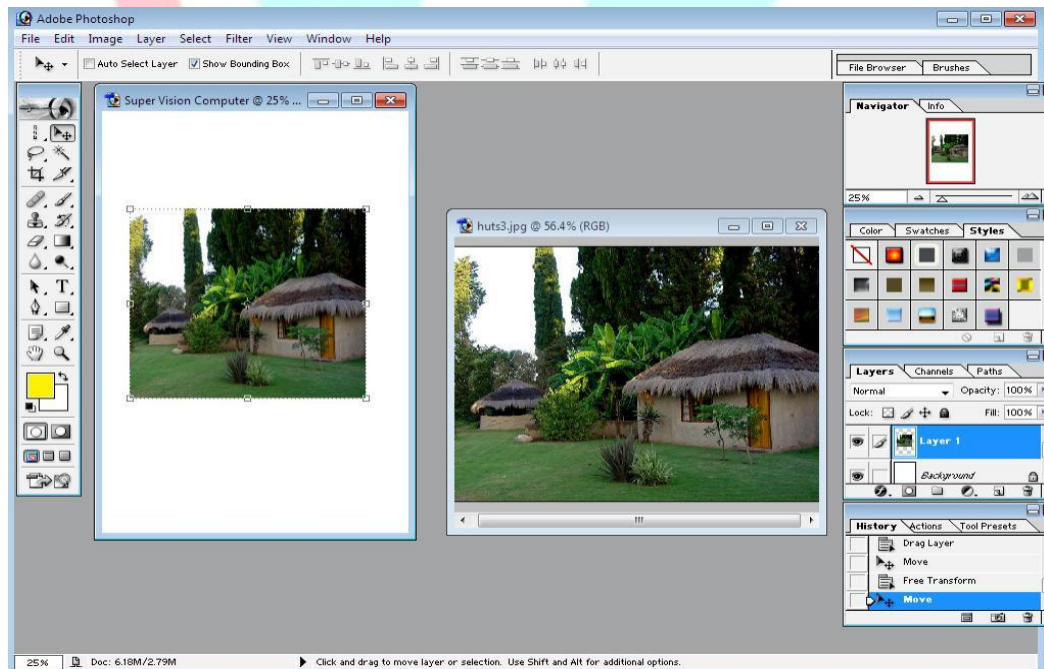 Adobe Photoshop
File Edit Image Layer Select Filter View Window Help
Auto Select Layer Show Bounding Box
File Browser Brushes
Super Vision Computer @ 25% ...
huts3.jpg @ 56.4% (RGB)
Navigator Info
25%
Color Swatches Styles
Layers Channels Paths
Normal Opacity: 100%
Lock: Fill: 100%
Layer 1
Background
History Actions Tool Presets
Drag Layer
Move
Free Transform
Move
T
25% Doc: 6.18M/2.79M Click and drag to move layer or selection. Use Shift and Alt for additional options.